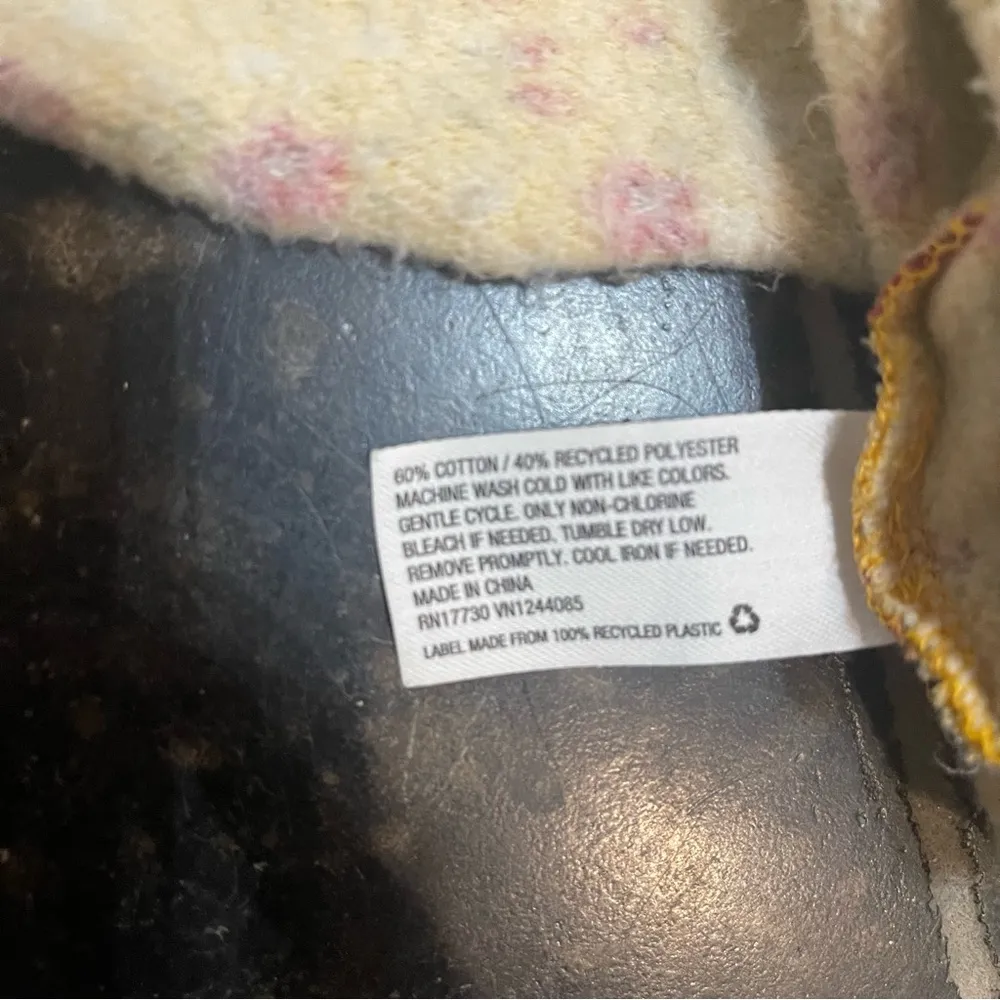 60% COTTON / 40% RECYCLED POLYESTER
MACHINE WASH COLD WITH LIKE COLORS.
GENTLE CYCLE. ONLY NON-CHLORINE
BLEACH IF NEEDED. TUMBLE DRY LOW.
REMOVE PROMPTLY. COOL IRON IF NEEDED.
MADE IN CHINA
RN17730 VN1244085
LABEL MADE FROM 100% RECYCLED PLASTIC